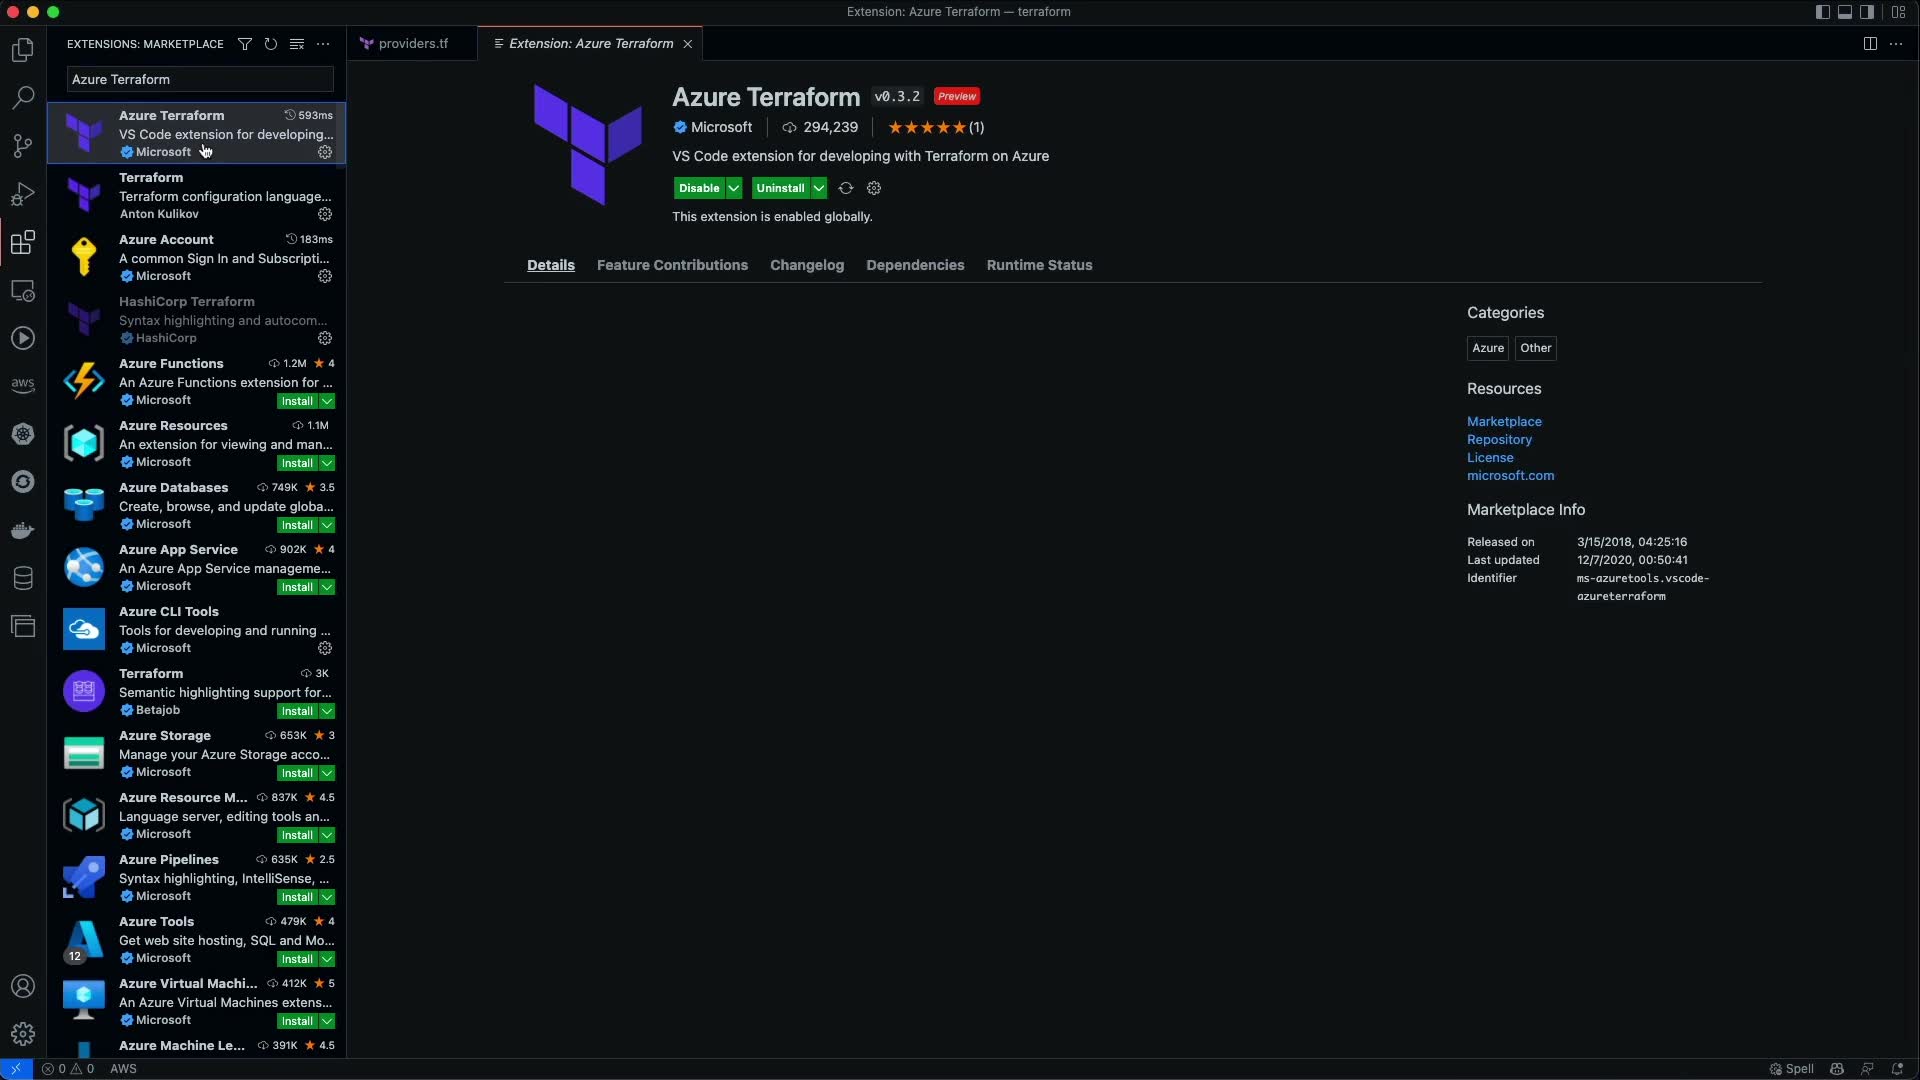 Extension: Azure Terraform — terraform
EXTENSIONS: MARKETPLACE
Azure Terraform
Azure Terraform 593ms
VS Code extension for developing...
Microsoft
Terraform
Terraform configuration language...
Anton Kulikov
Azure Account 183ms
A common Sign In and Subscripti...
Microsoft
HashiCorp Terraform
Syntax highlighting and autocom...
HashiCorp
Azure Functions 1.2M ★ 4
An Azure Functions extension for ...
Microsoft Install
Azure Resources 1.1M
An extension for viewing and man...
Microsoft Install
Azure Databases 749K ★ 3.5
Create, browse, and update globa...
Microsoft Install
Azure App Service 902K ★ 4
An Azure App Service manageme...
Microsoft Install
Azure CLI Tools
Tools for developing and running ...
Microsoft
Terraform 3K
Semantic highlighting support for...
Betajob Install
Azure Storage 653K ★ 3
Manage your Azure Storage acco...
Microsoft Install
Azure Resource M... 837K ★ 4.5
Language server, editing tools an...
Microsoft Install
Azure Pipelines 635K ★ 2.5
Syntax highlighting, IntelliSense, ...
Microsoft Install
Azure Tools 479K ★ 4
Get web site hosting, SQL and Mo...
12 Microsoft Install
Azure Virtual Machi... 412K ★ 5
An Azure Virtual Machines extens...
Microsoft Install
Azure Machine Le... 391K ★ 4.5
aws
providers.tf
Extension: Azure Terraform
Azure Terraform v0.3.2 Preview
Microsoft 294,239 ★★★★★ (1)
VS Code extension for developing with Terraform on Azure
Disable Uninstall
This extension is enabled globally.
Details Feature Contributions Changelog Dependencies Runtime Status
Categories
Azure Other
Resources
Marketplace
Repository
License
microsoft.com
Marketplace Info
Released on 3/15/2018, 04:25:16
Last updated 12/7/2020, 00:50:41
Identifier ms-azuretools.vscode-
azureterraform
0 0 AWS
Spell